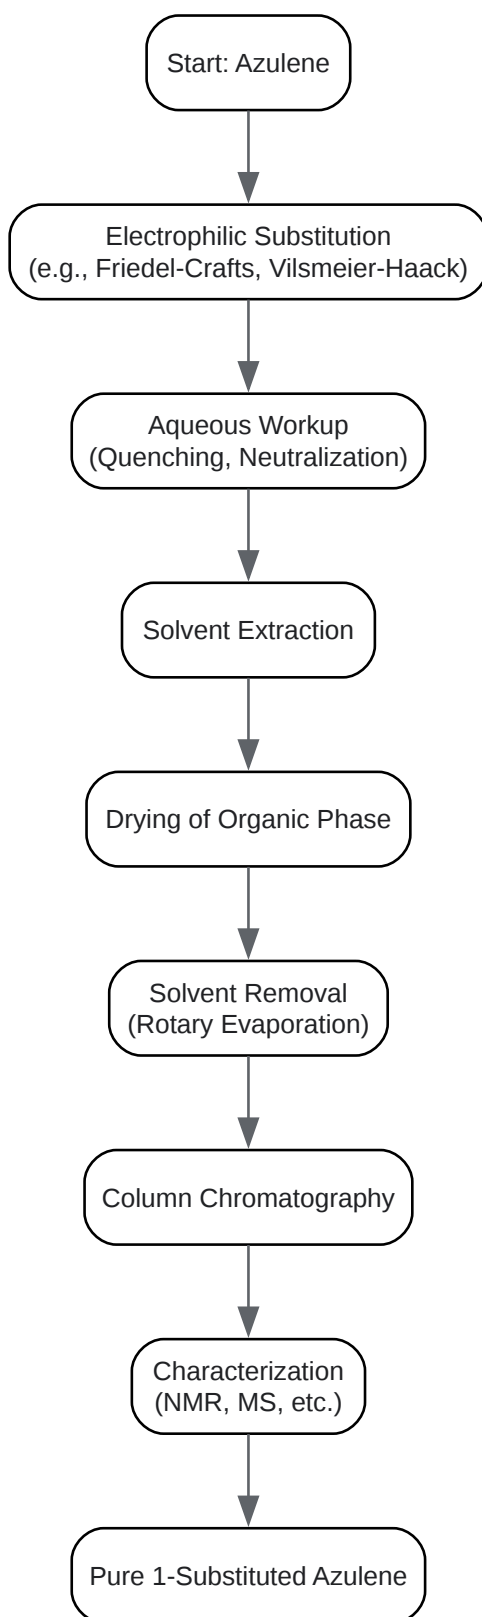 Start: Azulene
Electrophilic Substitution
(e.g., Friedel-Crafts, Vilsmeier-Haack)
Aqueous Workup
(Quenching, Neutralization)
Solvent Extraction
Drying of Organic Phase
Solvent Removal
(Rotary Evaporation)
Column Chromatography
Characterization
(NMR, MS, etc.)
Pure 1-Substituted Azulene